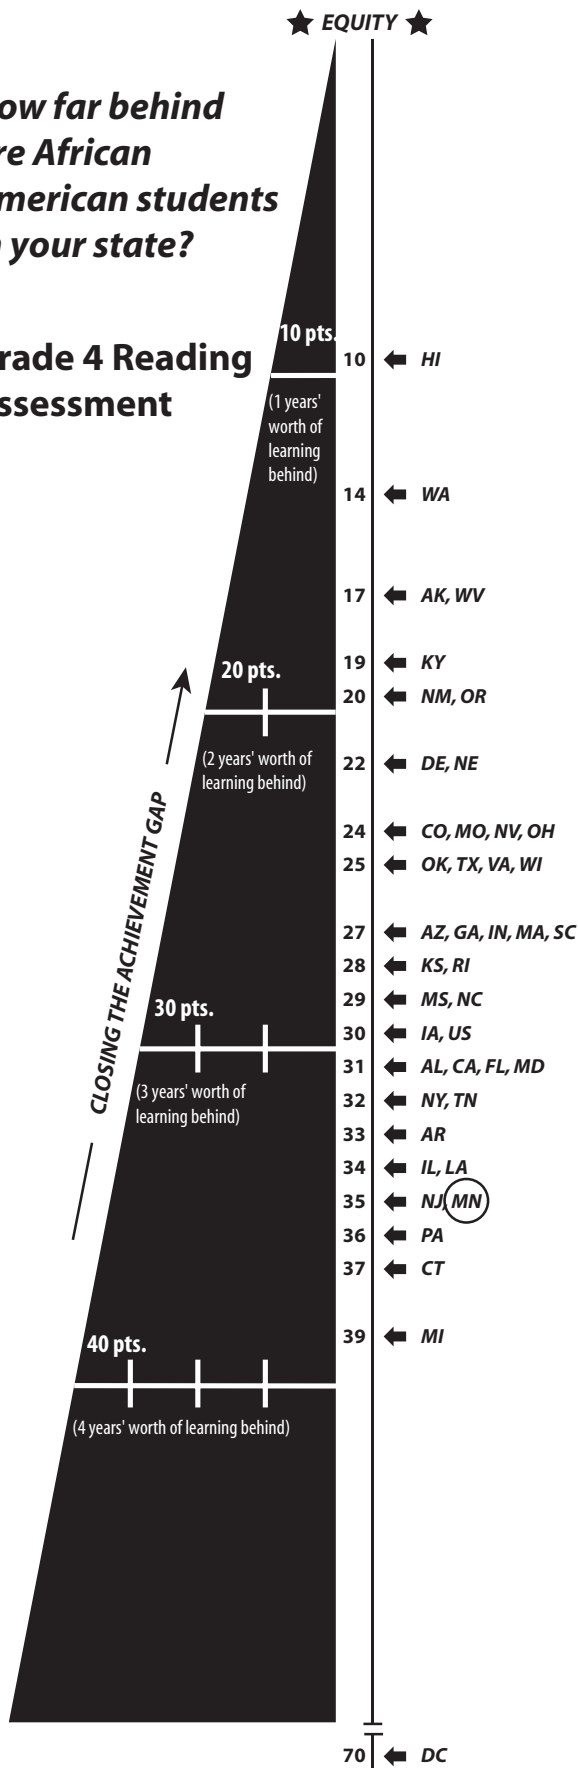 EQUITY
ow far behind
re African
merican students
n your state?
rade 4 Reading
ssessment
10 pts.
(1 years'
worth of
learning
behind)
20 pts.
(2 years' worth of
learning behind)
CLOSING THE ACHIEVEMENT GAP
30 pts.
(3 years' worth of
learning behind)
40 pts.
(4 years' worth of learning behind)
10 HI
14 WA
17 AK, WV
19 KY
20 NM, OR
22 DE, NE
24 CO, MO, NV, OH
25 OK, TX, VA, WI
27 AZ, GA, IN, MA, SC
28 KS, RI
29 MS, NC
30 IA, US
31 AL, CA, FL, MD
32 NY, TN
33 AR
34 IL, LA
35 NJ, MN
36 PA
37 CT
39 MI
70 DC